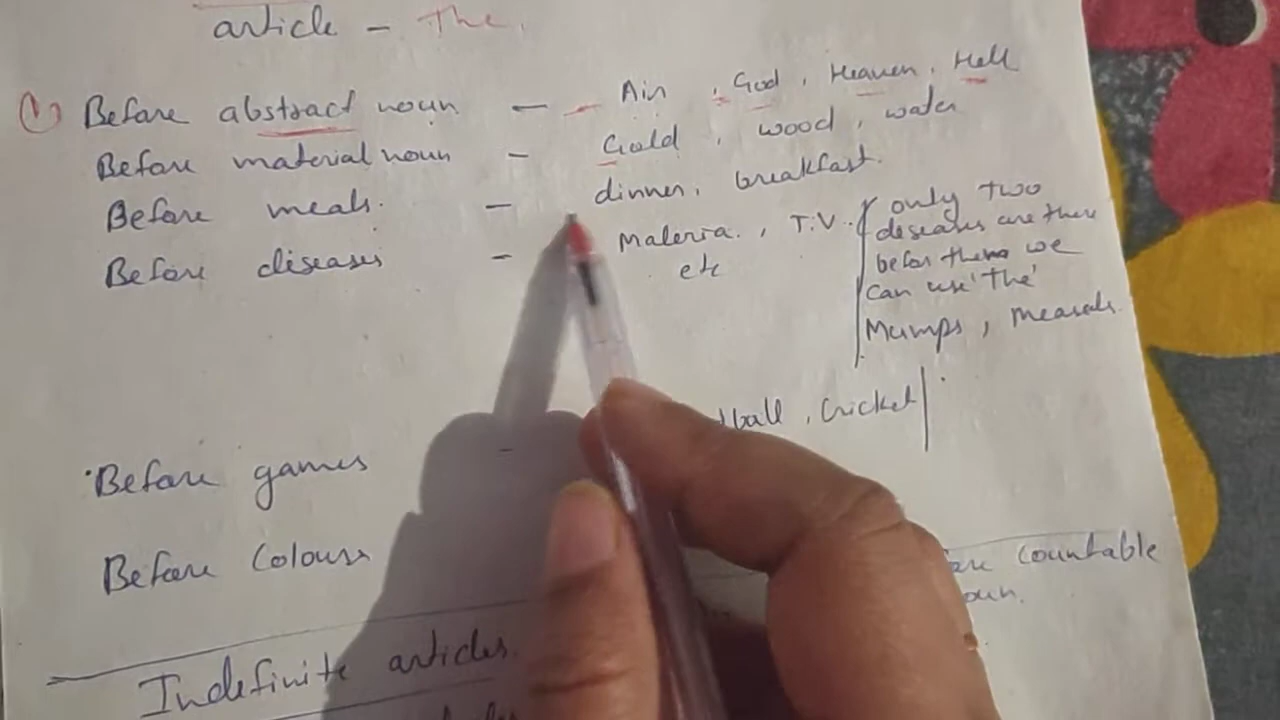 article - The.
(1) Before abstract noun - Air, God, Heaven, Hell
Before material noun - Gold, wood, water
Before meals. - dinner, breakfast.
Before diseases - Maleria., T.V.
etc
only two
deseases are there
before them we
can use 'the'
Mumps, measals.
Before games - ball, Cricket
Before Colours
countable
Indefinite articles.